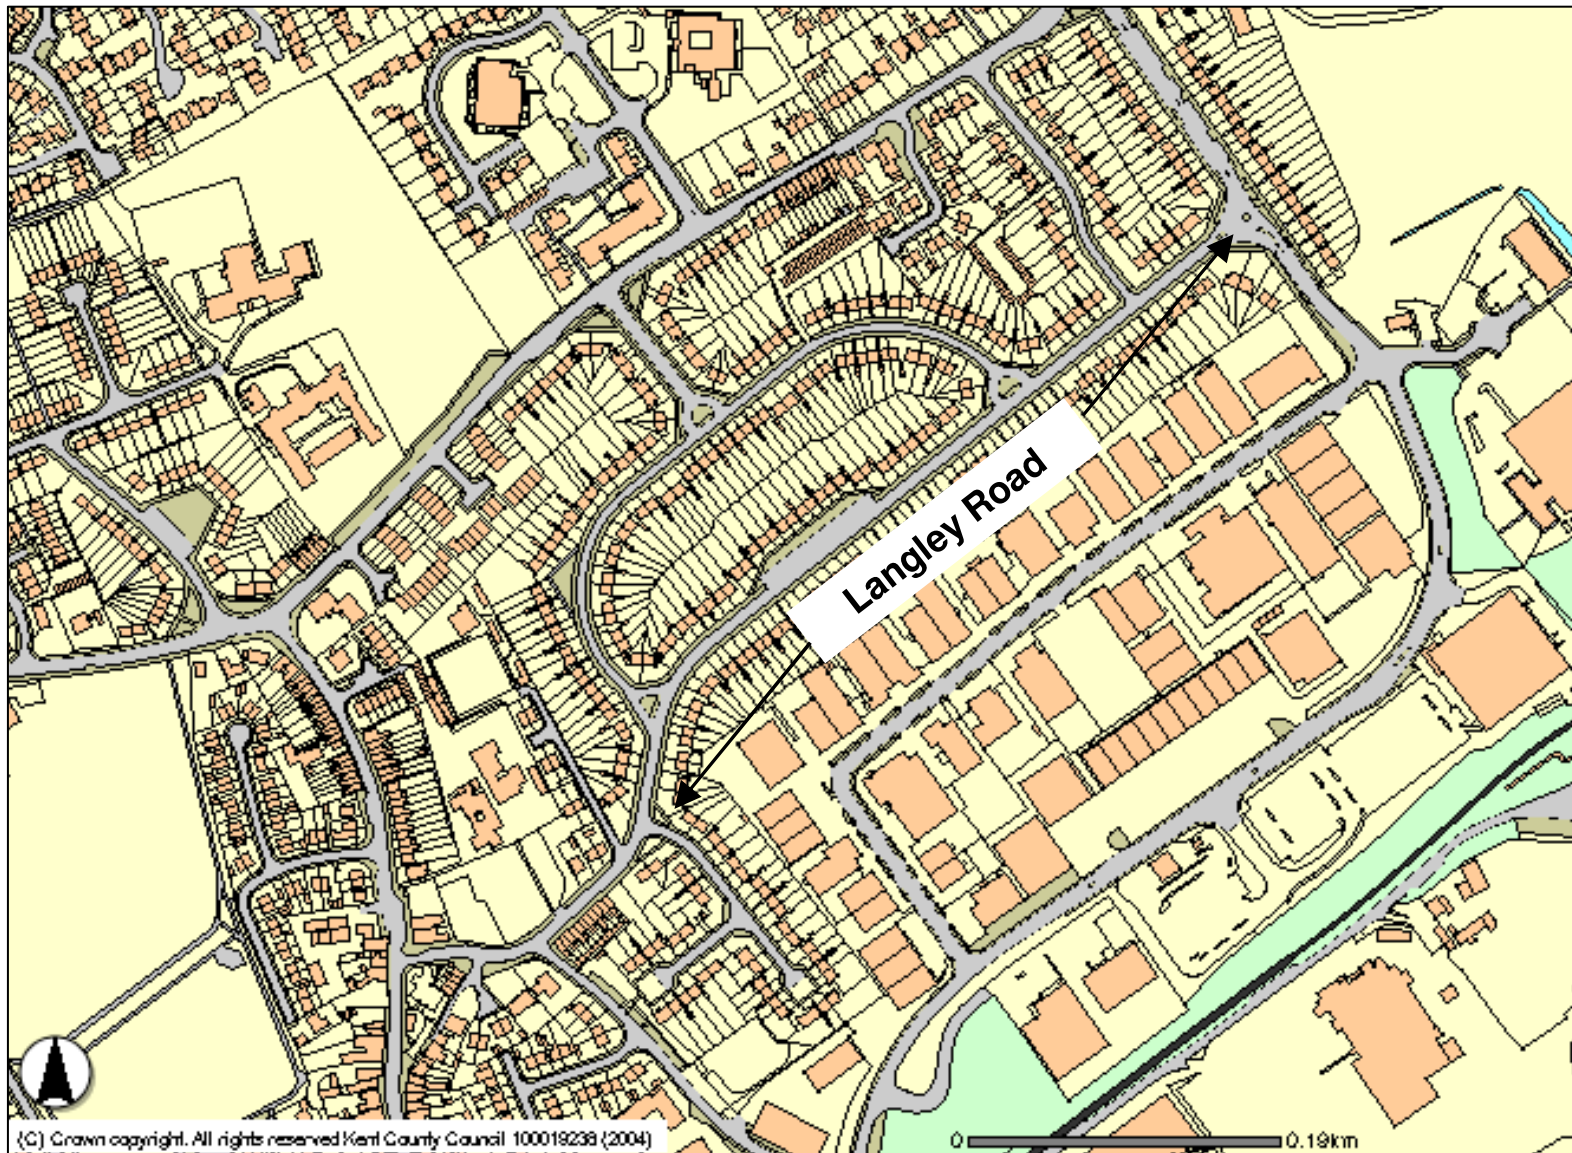 Langley Road
(C) Crown copyright. All rights reserved Kent County Council 100019238 (2004)
0 0.19km